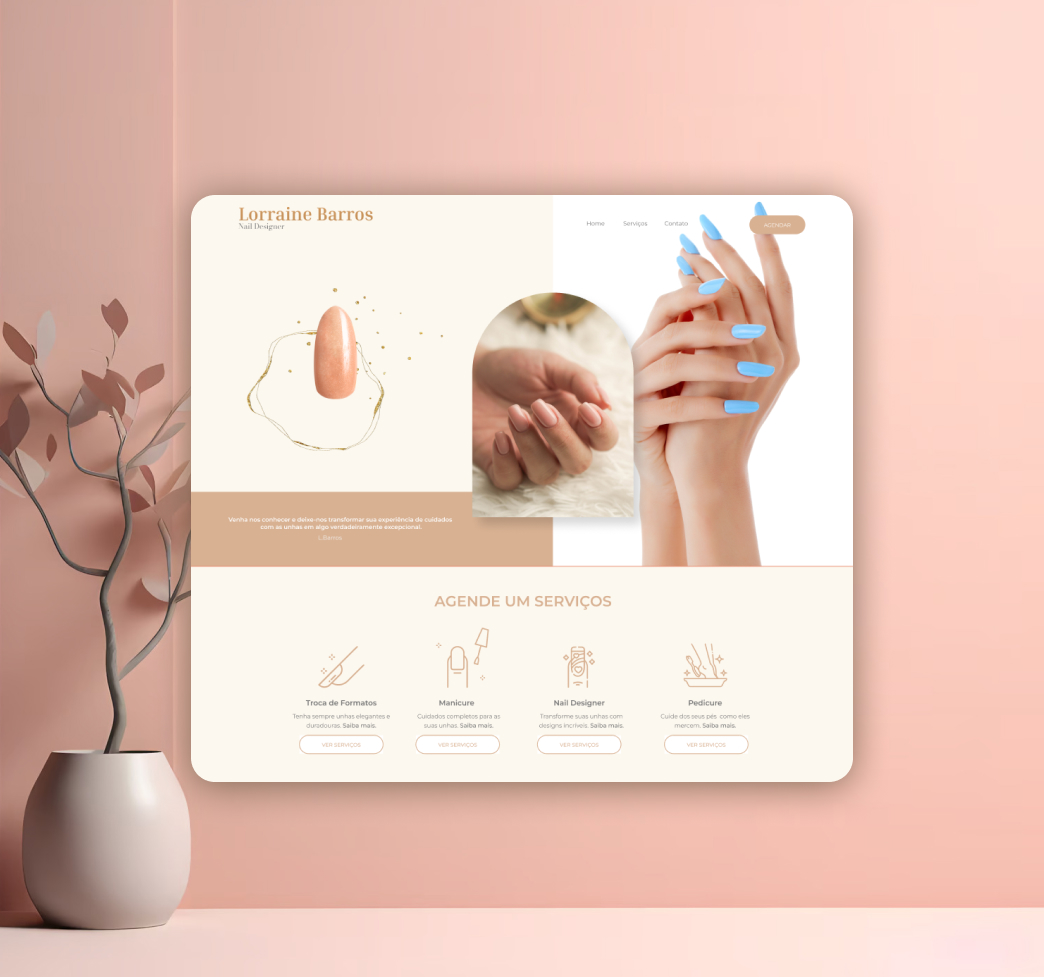 Lorraine Barros
Nail Designer
Home Serviços Contato AGENDAR
Venha nos conhecer e deixe-nos transformar sua experiência de cuidados
com as unhas em algo verdadeiramente excepcional.
L.Barros
AGENDE UM SERVIÇOS
Troca de Formatos
Tenha sempre unhas elegantes e
duradouras. Saiba mais.
VER SERVIÇOS
Manicure
Cuidados completos para as
suas unhas. Saiba mais.
VER SERVIÇOS
Nail Designer
Transforme suas unhas com
designs incríveis. Saiba mais.
VER SERVIÇOS
Pedicure
Cuide dos seus pés como eles
mercam. Saiba mais.
VER SERVIÇOS